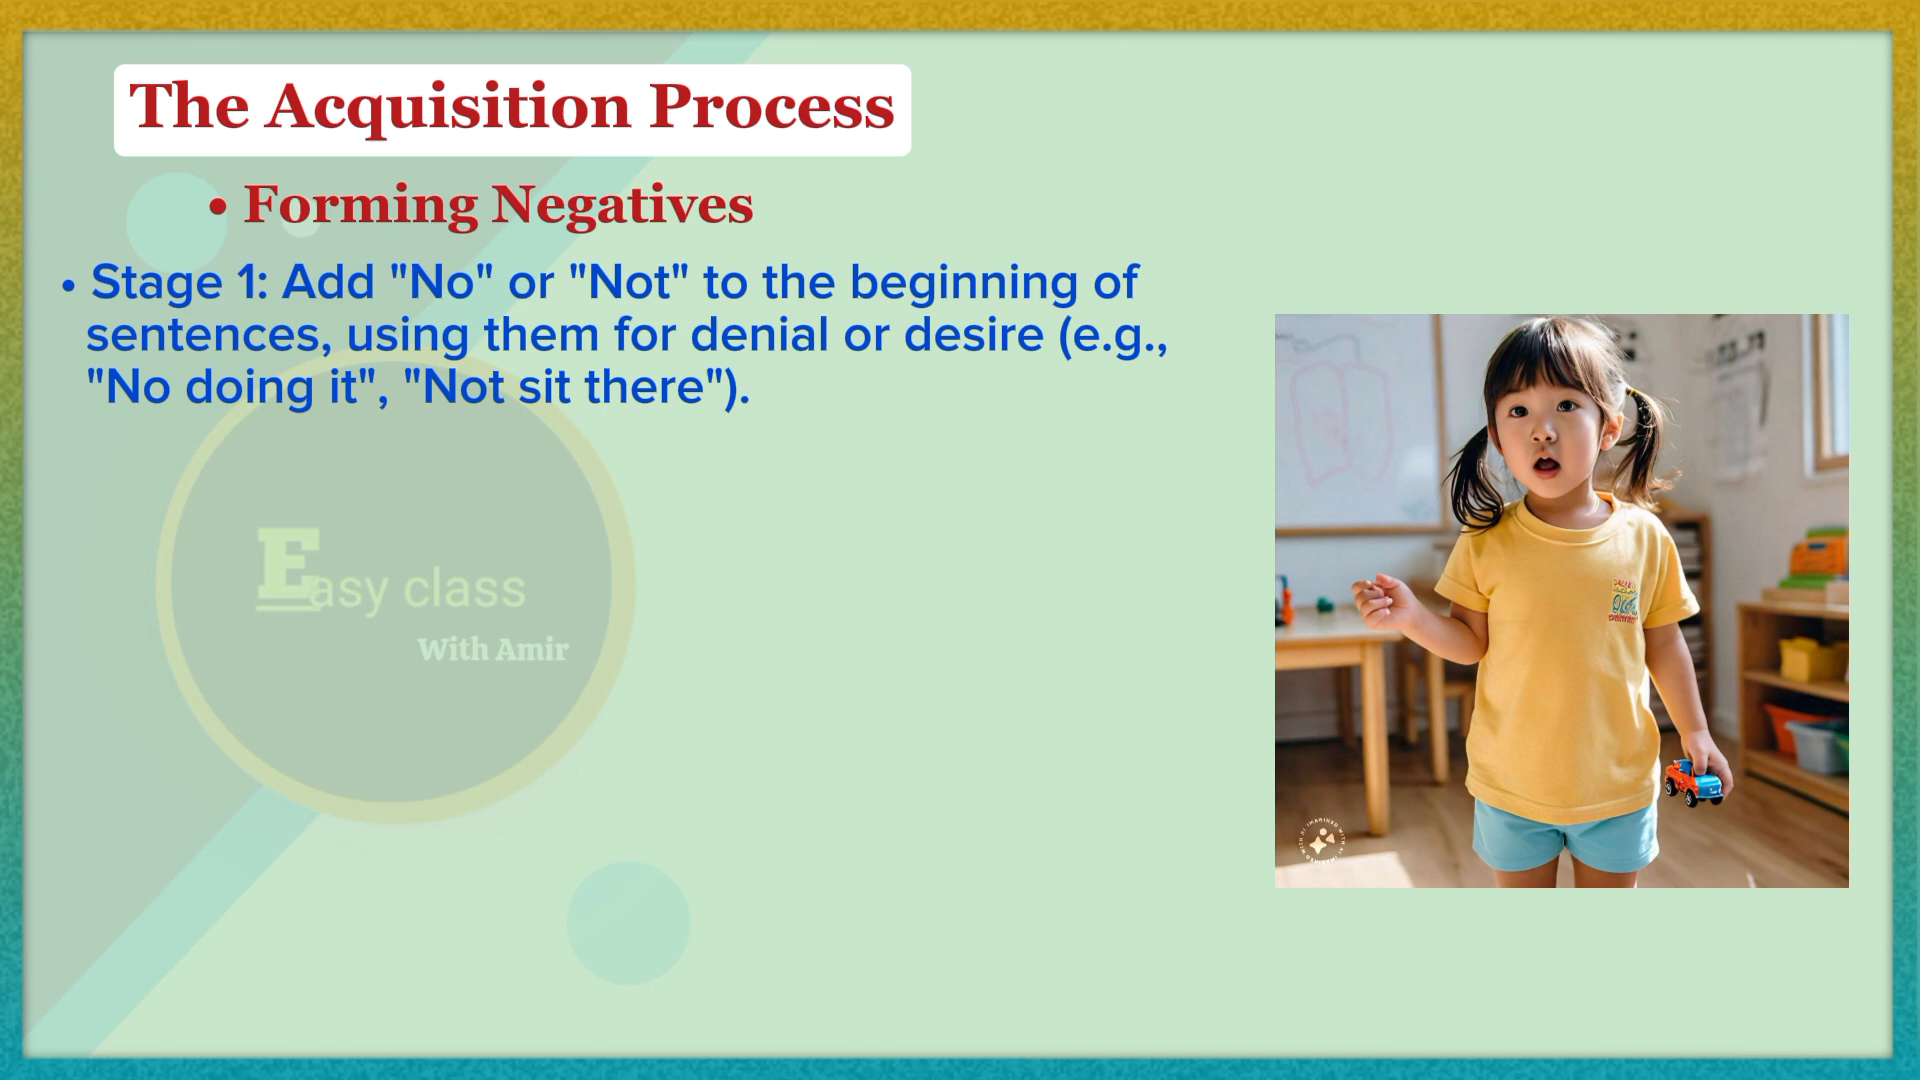 The Acquisition Process
• Forming Negatives
• Stage 1: Add "No" or "Not" to the beginning of
sentences, using them for denial or desire (e.g.,
"No doing it", "Not sit there").
Easy class
With Amir